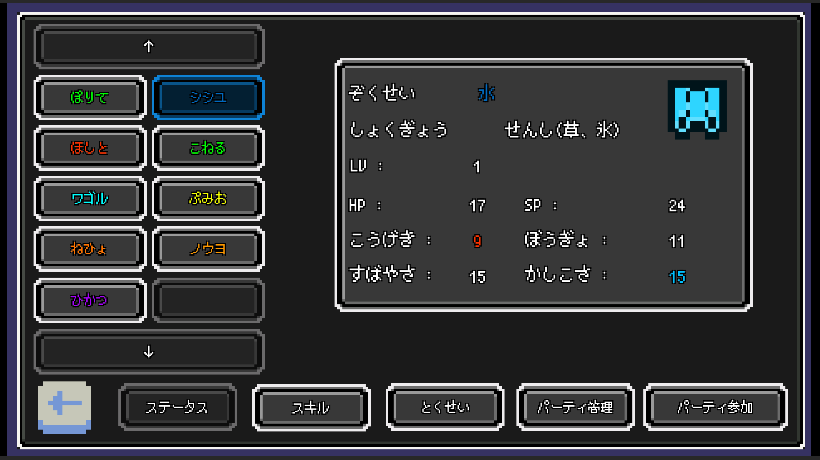 ↑
ぽりて シシユ
ほしと こねる
ワゴル ぷみお
ねひょ ノウヨ
ひかつ
↓
ぞくせい 水
しょくぎょう せんし(草、氷)
LV : 1
HP : 17 SP : 24
こうげき : 9 ぼうぎょ : 11
すばやさ : 15 かしこさ : 15
ステータス スキル とくせい パーティ管理 パーティ参加